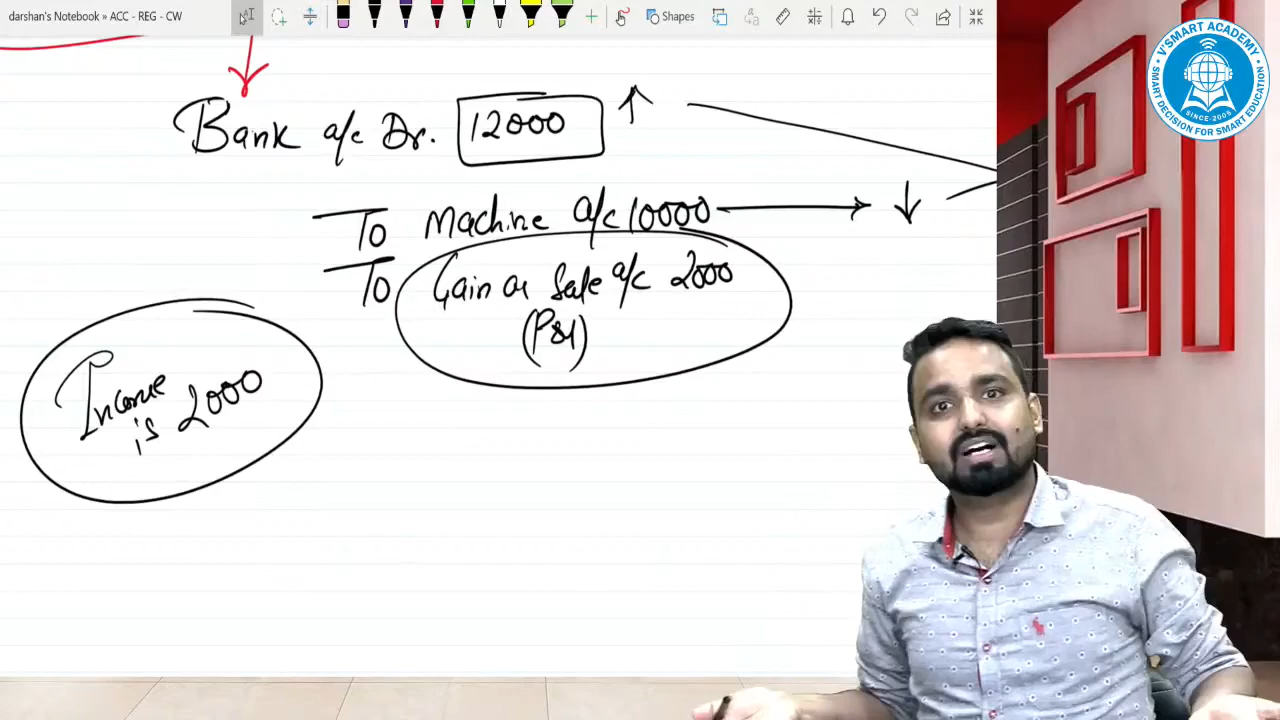 darshan's Notebook » ACC - REG - CW
Shapes
Bank a/c Dr. 12000
To Machine a/c 10000
To Gain on Sale a/c 2000
(P&L)
Income
is 2000
V'SMART ACADEMY
SINCE-2005
SMART DECISION FOR SMART EDUCATION